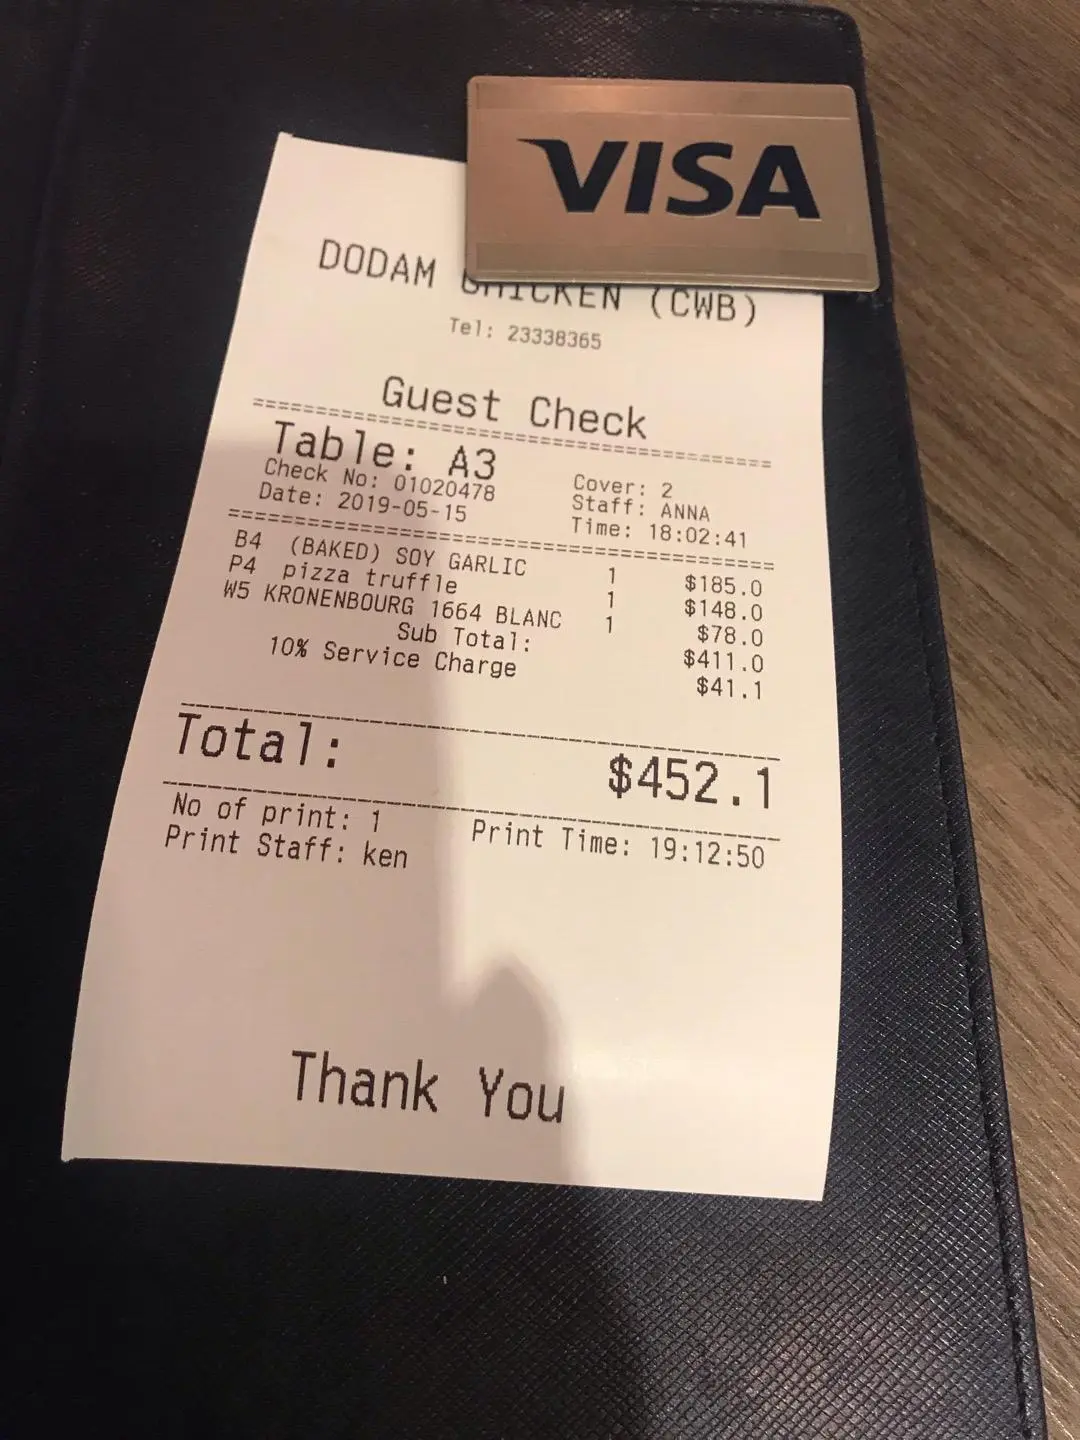 VISA
DODAM CHICKEN (CWB)
Tel: 23338365
Guest Check
Table: A3
Cover: 2
Check No: 01020478
Staff: ANNA
Date: 2019-05-15
Time: 18:02:41
B4 (BAKED) SOY GARLIC 1 $185.0
P4 pizza truffle 1 $148.0
W5 KRONENBOURG 1664 BLANC 1 $78.0
Sub Total: $411.0
10% Service Charge $41.1
Total: $452.1
No of print: 1
Print Time: 19:12:50
Print Staff: ken
Thank You